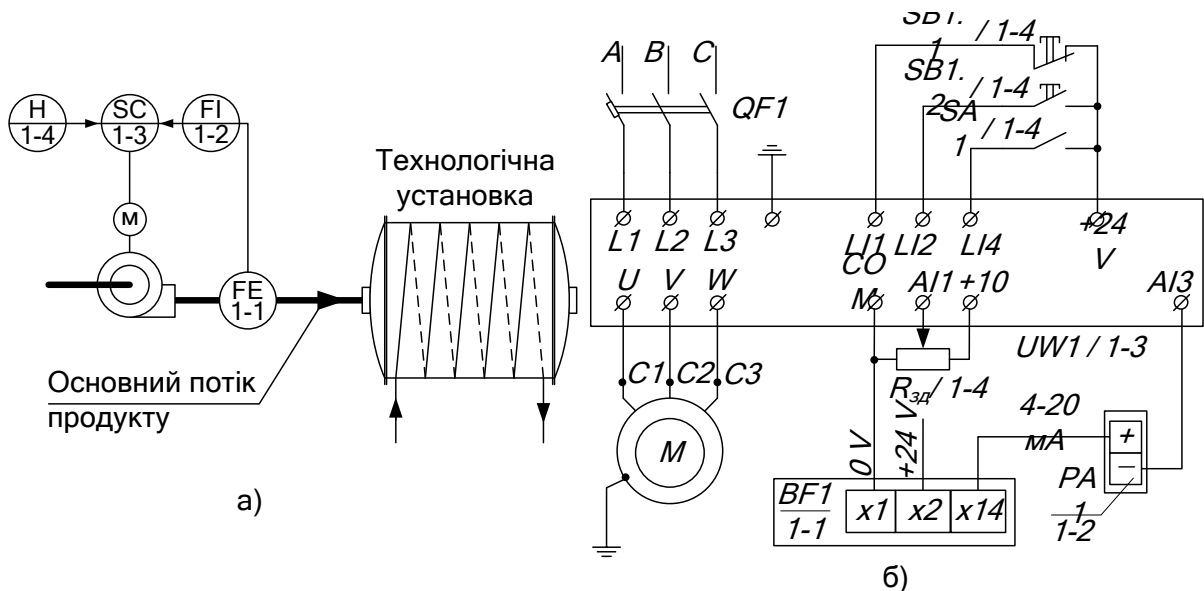 H
1-4
SC
1-3
FI
1-2
М
FE
1-1
Технологічна
установка
Основний потік
продукту
а)
A
B
C
QF1
SB1.
1
/ 1-4
SB1.
2
/ 1-4
SA
1
/ 1-4
L1
L2
L3
LI1
LI2
LI4
+24
V
U
V
W
CO
M
AI1
+10
AI3
UW1 / 1-3
C1
C2
C3
Rзд/ 1-4
М
0 V
+24 V
4-20
мА
BF1
1-1
x1
x2
x14
+
−
PA
1
1-2
б)